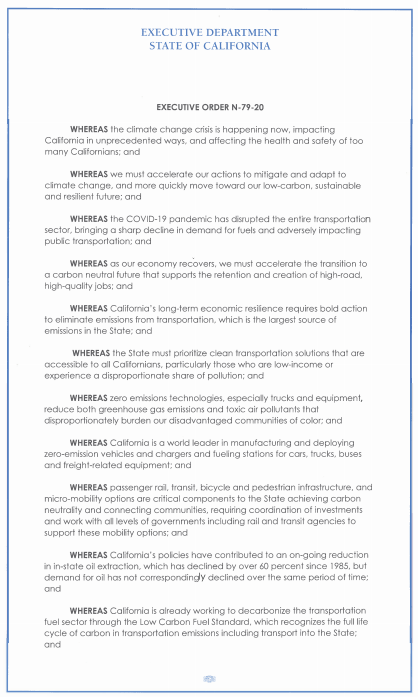 EXECUTIVE DEPARTMENT
STATE OF CALIFORNIA
EXECUTIVE ORDER N-79-20
WHEREAS the climate change crisis is happening now, impacting
California in unprecedented ways, and affecting the health and safety of too
many Californians; and
WHEREAS we must accelerate our actions to mitigate and adapt to
climate change, and more quickly move toward our low-carbon, sustainable
and resilient future; and
WHEREAS the COVID-19 pandemic has disrupted the entire transportation
sector, bringing a sharp decline in demand for fuels and adversely impacting
public transportation; and
WHEREAS as our economy recovers, we must accelerate the transition to
a carbon neutral future that supports the retention and creation of high-road,
high-quality jobs; and
WHEREAS California's long-term economic resilience requires bold action
to eliminate emissions from transportation, which is the largest source of
emissions in the State; and
WHEREAS the State must prioritize clean transportation solutions that are
accessible to all Californians, particularly those who are low-income or
experience a disproportionate share of pollution; and
WHEREAS zero emissions technologies, especially trucks and equipment,
reduce both greenhouse gas emissions and toxic air pollutants that
disproportionately burden our disadvantaged communities of color; and
WHEREAS California is a world leader in manufacturing and deploying
zero-emission vehicles and chargers and fueling stations for cars, trucks, buses
and freight-related equipment; and
WHEREAS passenger rail, transit, bicycle and pedestrian infrastructure, and
micro-mobility options are critical components to the State achieving carbon
neutrality and connecting communities, requiring coordination of investments
and work with all levels of governments including rail and transit agencies to
support these mobility options; and
WHEREAS California's policies have contributed to an on-going reduction
in in-state oil extraction, which has declined by over 60 percent since 1985, but
demand for oil has not correspondingly declined over the same period of time;
and
WHEREAS California is already working to decarbonize the transportation
fuel sector through the Low Carbon Fuel Standard, which recognizes the full life
cycle of carbon in transportation emissions including transport into the State;
and